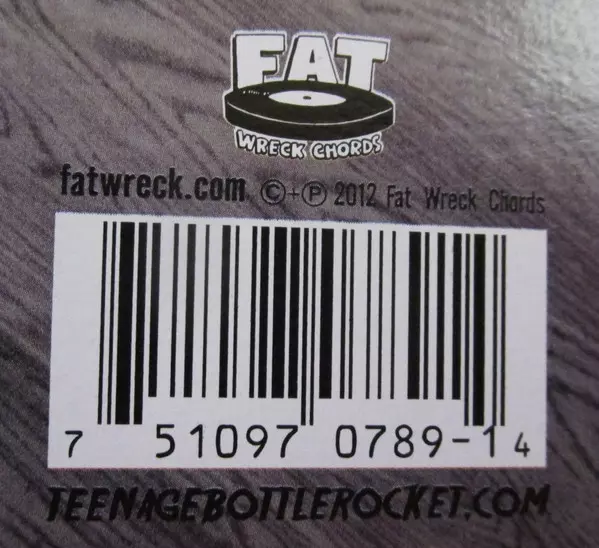 FAT
WRECK CHORDS
fatwreck.com ©+℗ 2012 Fat Wreck Chords
7 51097 0789-1 4
TEENAGEBOTTLEROCKET.COM